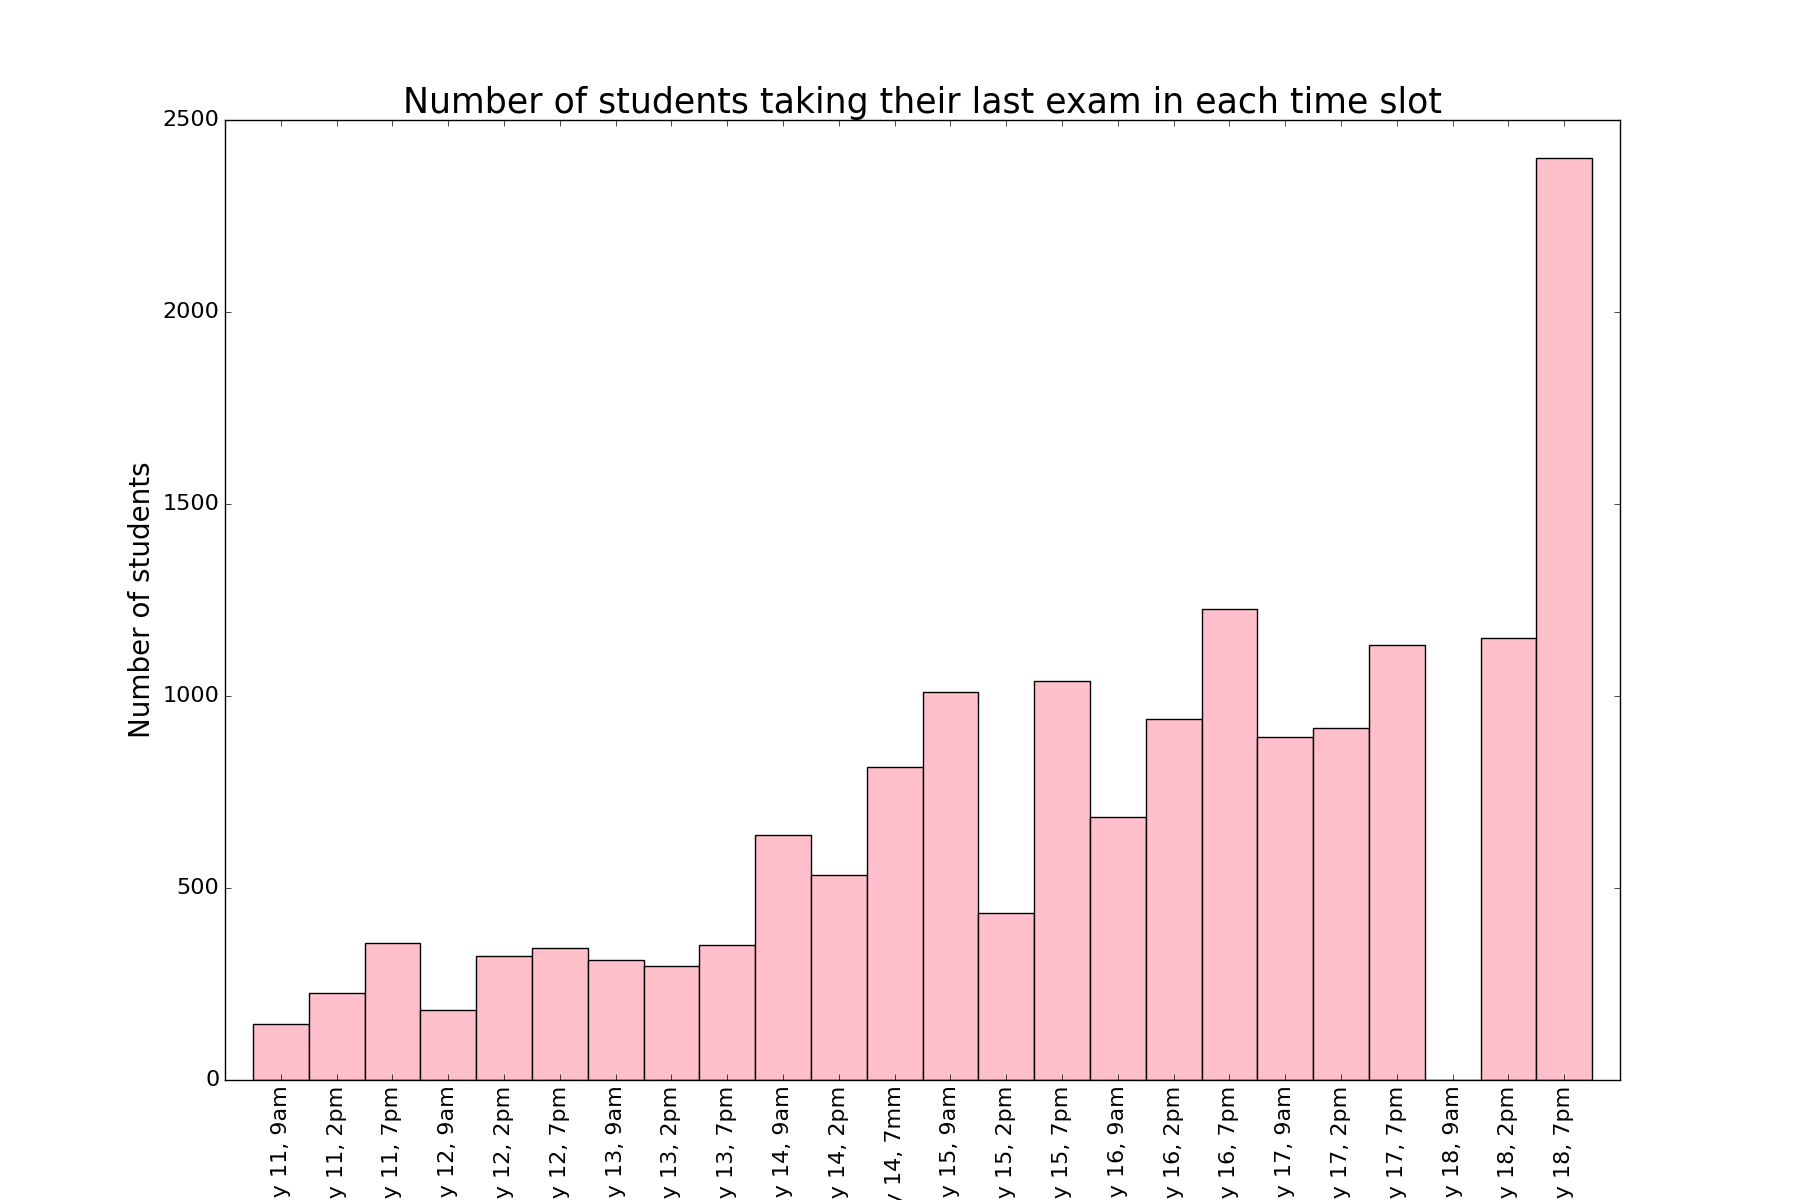 Number of students taking their last exam in each time slot
Number of students
2500
2000
1500
1000
500
0
y 11, 9am
y 11, 2pm
y 11, 7pm
y 12, 9am
y 12, 2pm
y 12, 7pm
y 13, 9am
y 13, 2pm
y 13, 7pm
y 14, 9am
y 14, 2pm
y 14, 7mm
y 15, 9am
y 15, 2pm
y 15, 7pm
y 16, 9am
y 16, 2pm
y 16, 7pm
y 17, 9am
y 17, 2pm
y 17, 7pm
y 18, 9am
y 18, 2pm
y 18, 7pm